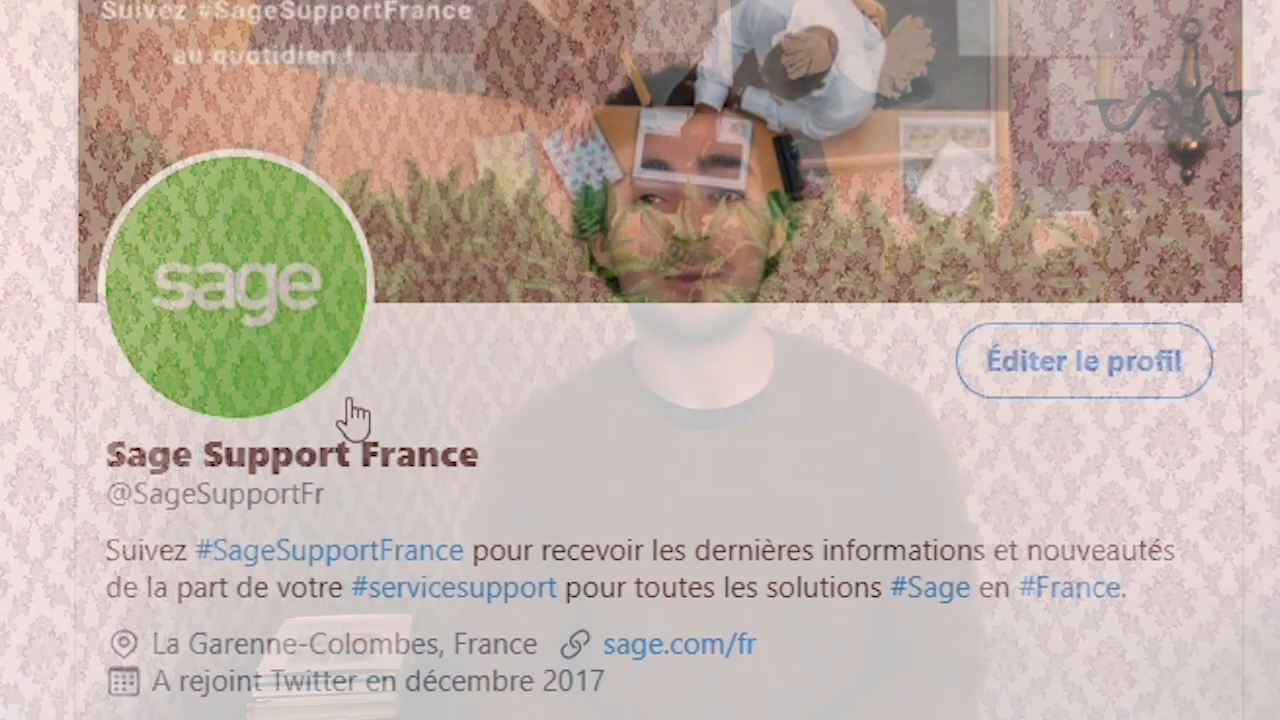 Suivez #SageSupportFrance
au quotidien !
sage
Éditer le profil
Sage Support France
@SageSupportFr
Suivez #SageSupportFrance pour recevoir les dernières informations et nouveautés
de la part de votre #servicesupport pour toutes les solutions #Sage en #France.
La Garenne-Colombes, France sage.com/fr
A rejoint Twitter en décembre 2017